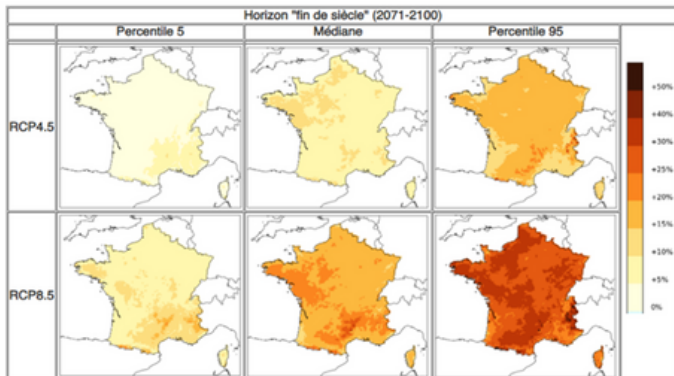 Horizon "fin de siècle" (2071-2100)
Percentile 5 Médiane Percentile 95
RCP4.5
RCP8.5
+50%
+40%
+30%
+25%
+20%
+15%
+10%
+5%
0%